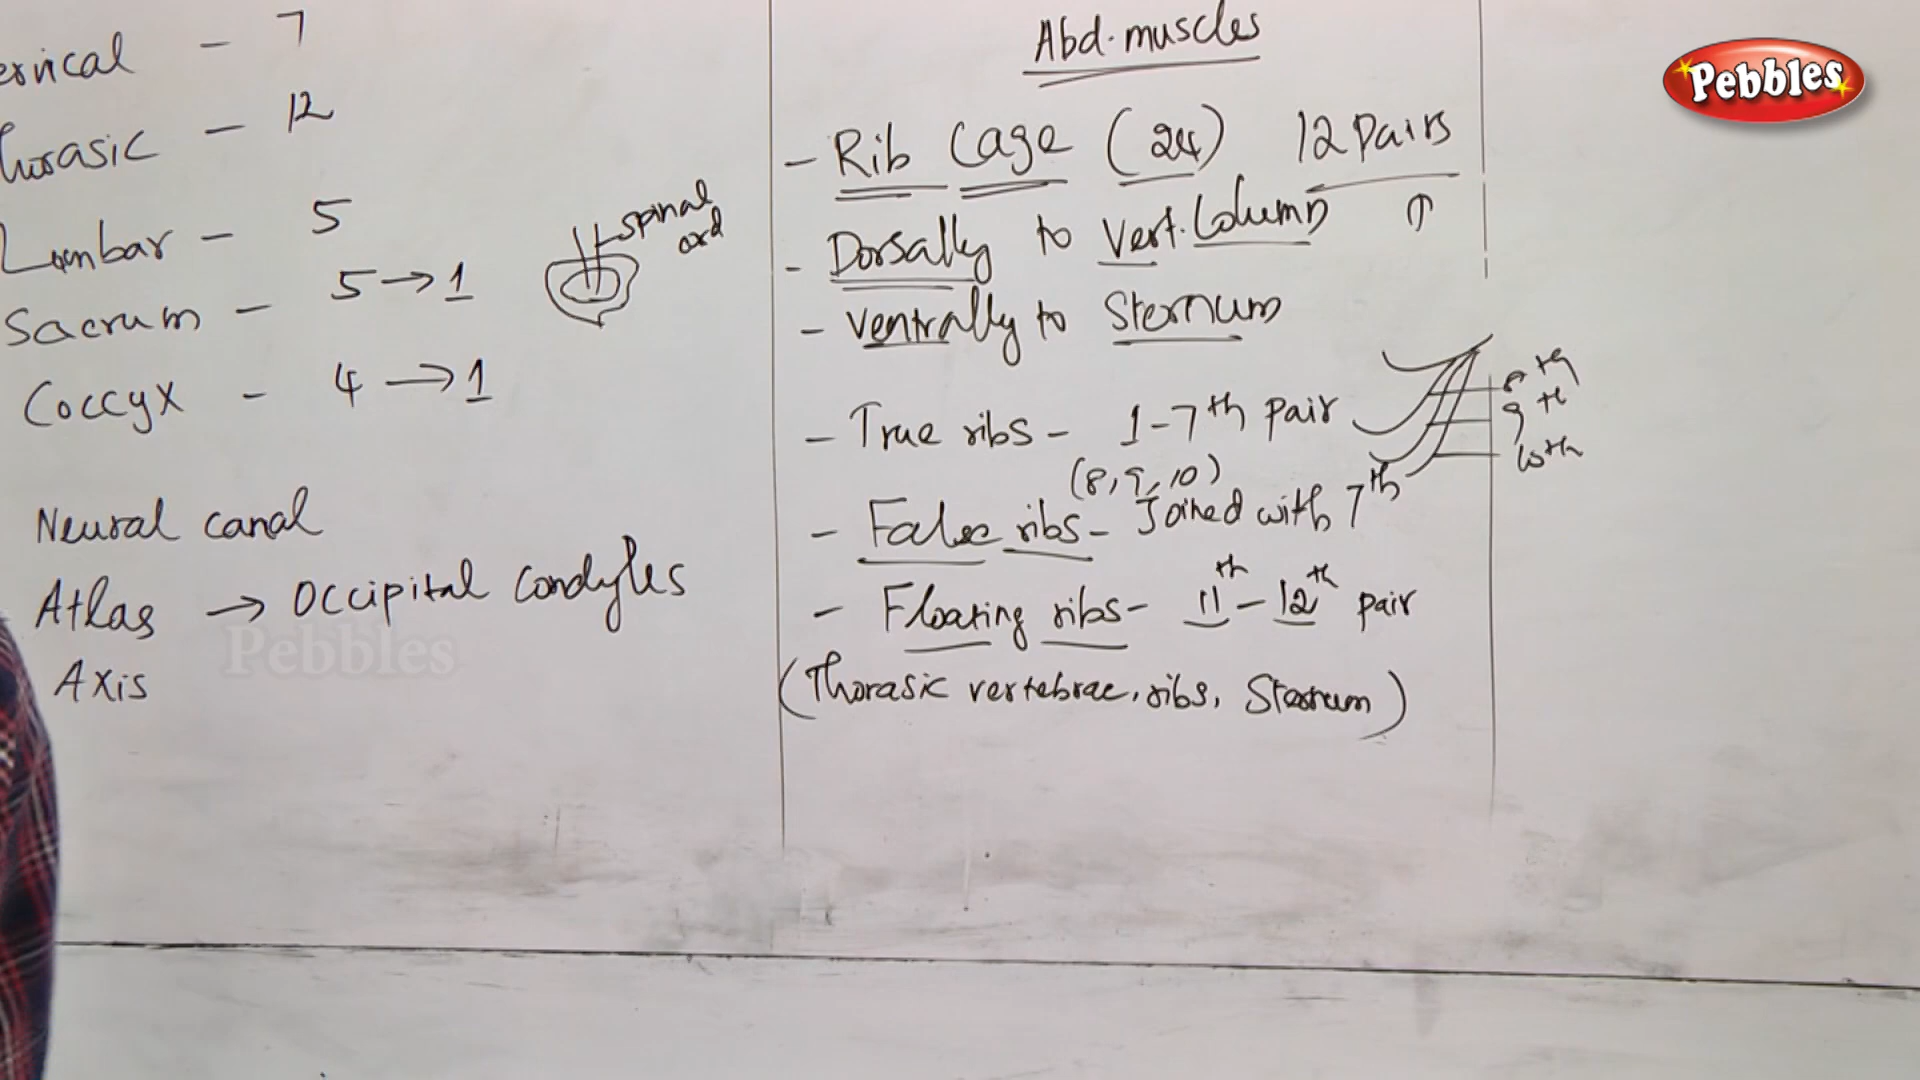 ervical - 7
Thorasic - 12
Lumbar - 5
Sacrum - 5→1
Coccyx - 4→1
spinal
cord
Neural canal
Atlas → Occipital condyles
Axis
Abd. muscles
- Rib Cage (24) 12 Pairs
- Dorsally to Vert. Column
- Ventrally to Sternum
- True ribs - 1-7th pair
(8,9,10)
- False ribs - Joined with 7th
- Floating ribs - 11th - 12th pair
(Thorasic vertebrae, ribs, Sternum)
8th
9th
10th
Pebbles
Pebbles